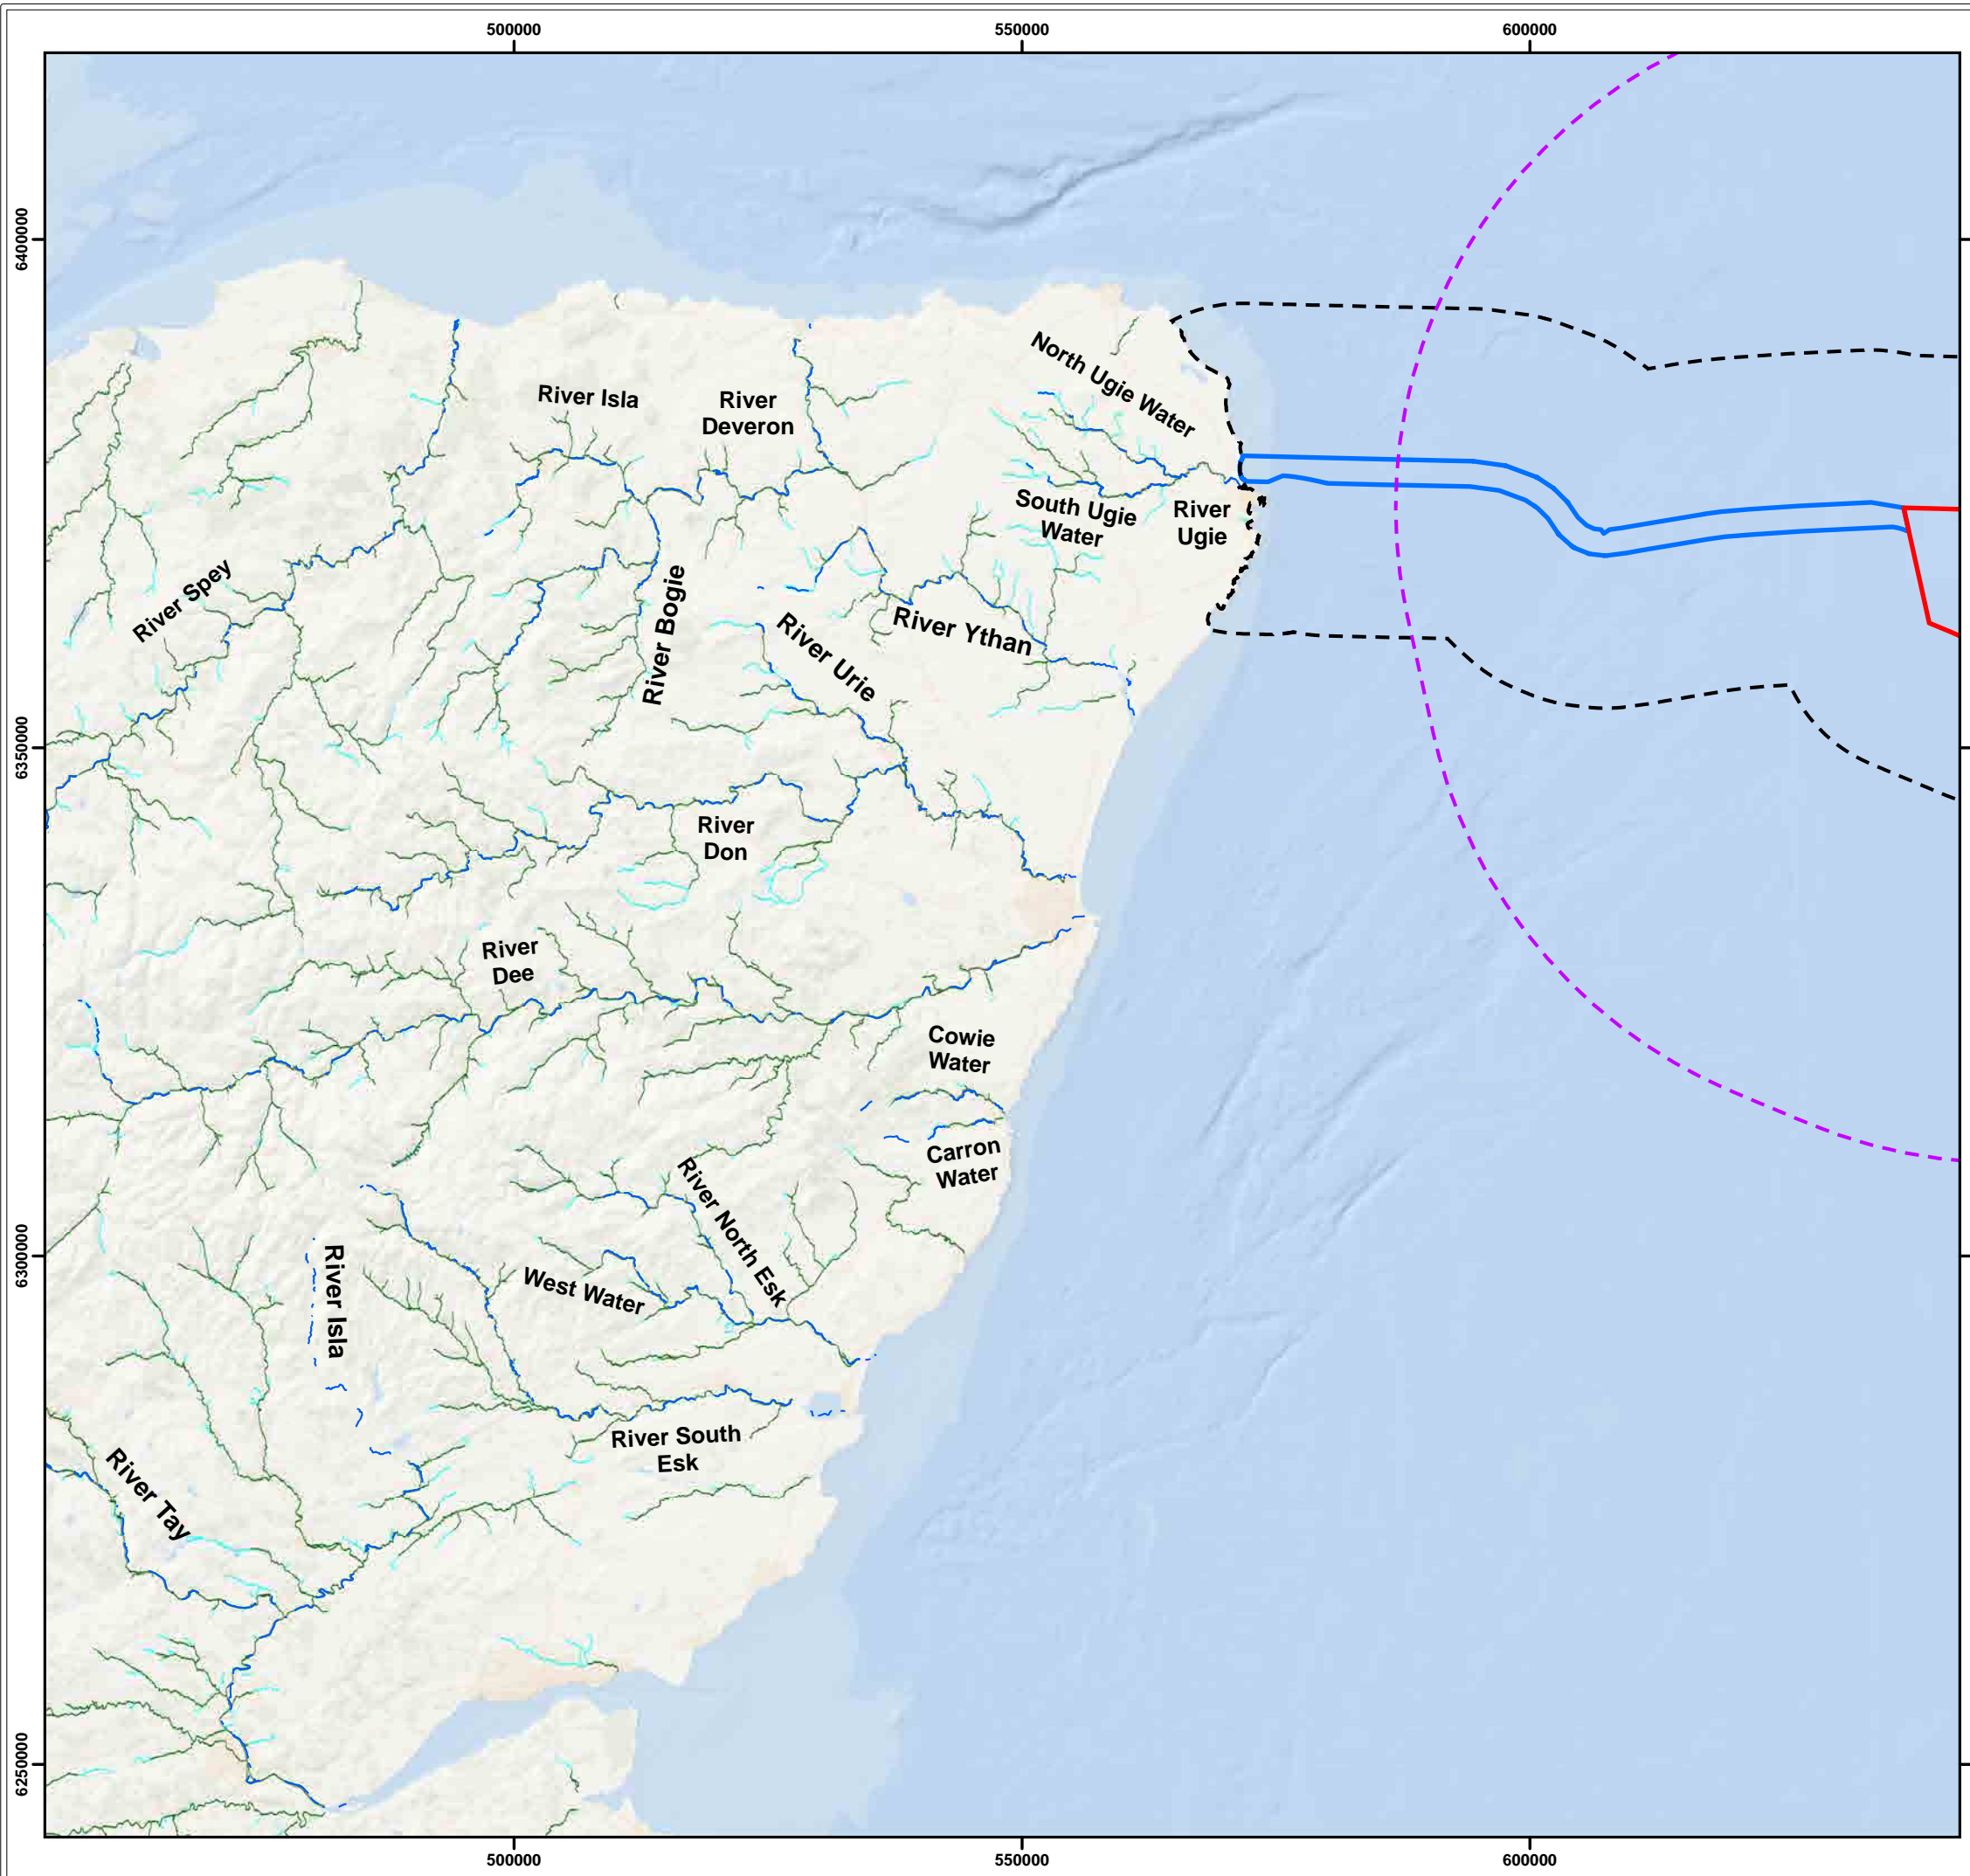 500000
550000
600000
6400000
6350000
6300000
6250000
North Ugie Water
River Isla
River
Deveron
South Ugie
Water
River
Ugie
River Spey
River Bogie
River Urie
River Ythan
River
Don
River
Dee
Cowie
Water
Carron
Water
River North Esk
River Isla
West Water
River South
Esk
River Tay
500000
550000
600000